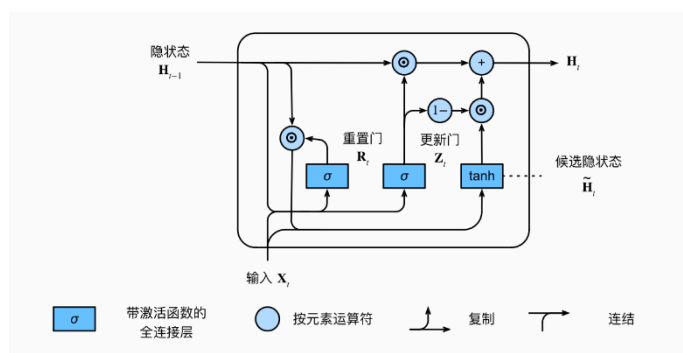 隐状态
H_{t−1}
H_t
⊙
+
1−
⊙
⊙
重置门
R_t
更新门
Z_t
σ
σ
tanh
候选隐状态
H̃_t
输入 X_t
σ
带激活函数的
全连接层
按元素运算符
复制
连结